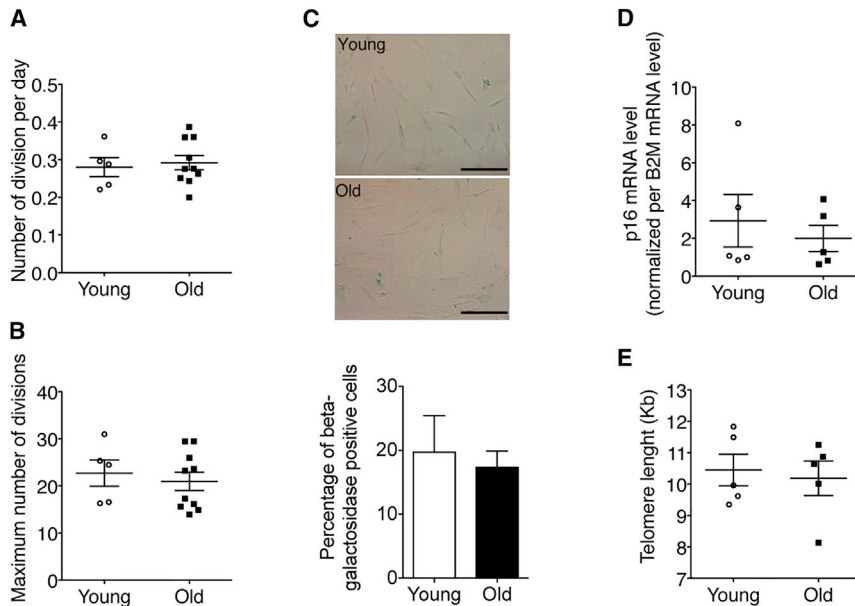 A
Number of division per day
0.5
0.4
0.3
0.2
0.1
0.0
Young
Old
B
Maximum number of divisions
40
30
20
10
0
Young
Old
C
Young
Old
Percentage of beta-
galactosidase positive cells
30
20
10
0
Young
Old
D
p16 mRNA level
(normalized per B2M mRNA level)
10
8
6
4
2
0
Young
Old
E
Telomere lenght (Kb)
13
12
11
10
9
8
7
Young
Old